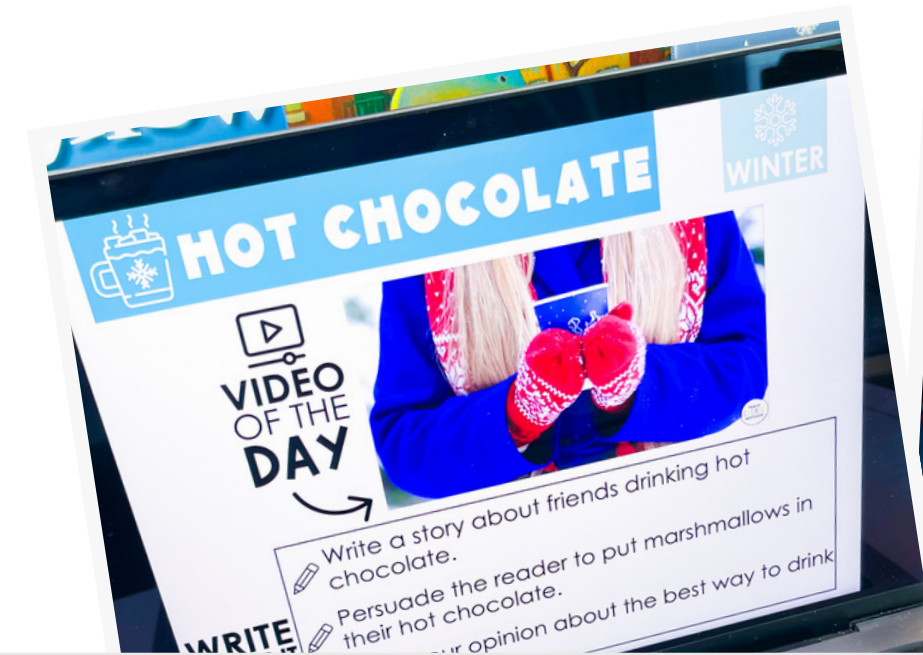 HOT CHOCOLATE
WINTER
VIDEO
OF THE
DAY
Write a story about friends drinking hot
chocolate.
Persuade the reader to put marshmallows in
their hot chocolate.
opinion about the best way to drink
WRITE